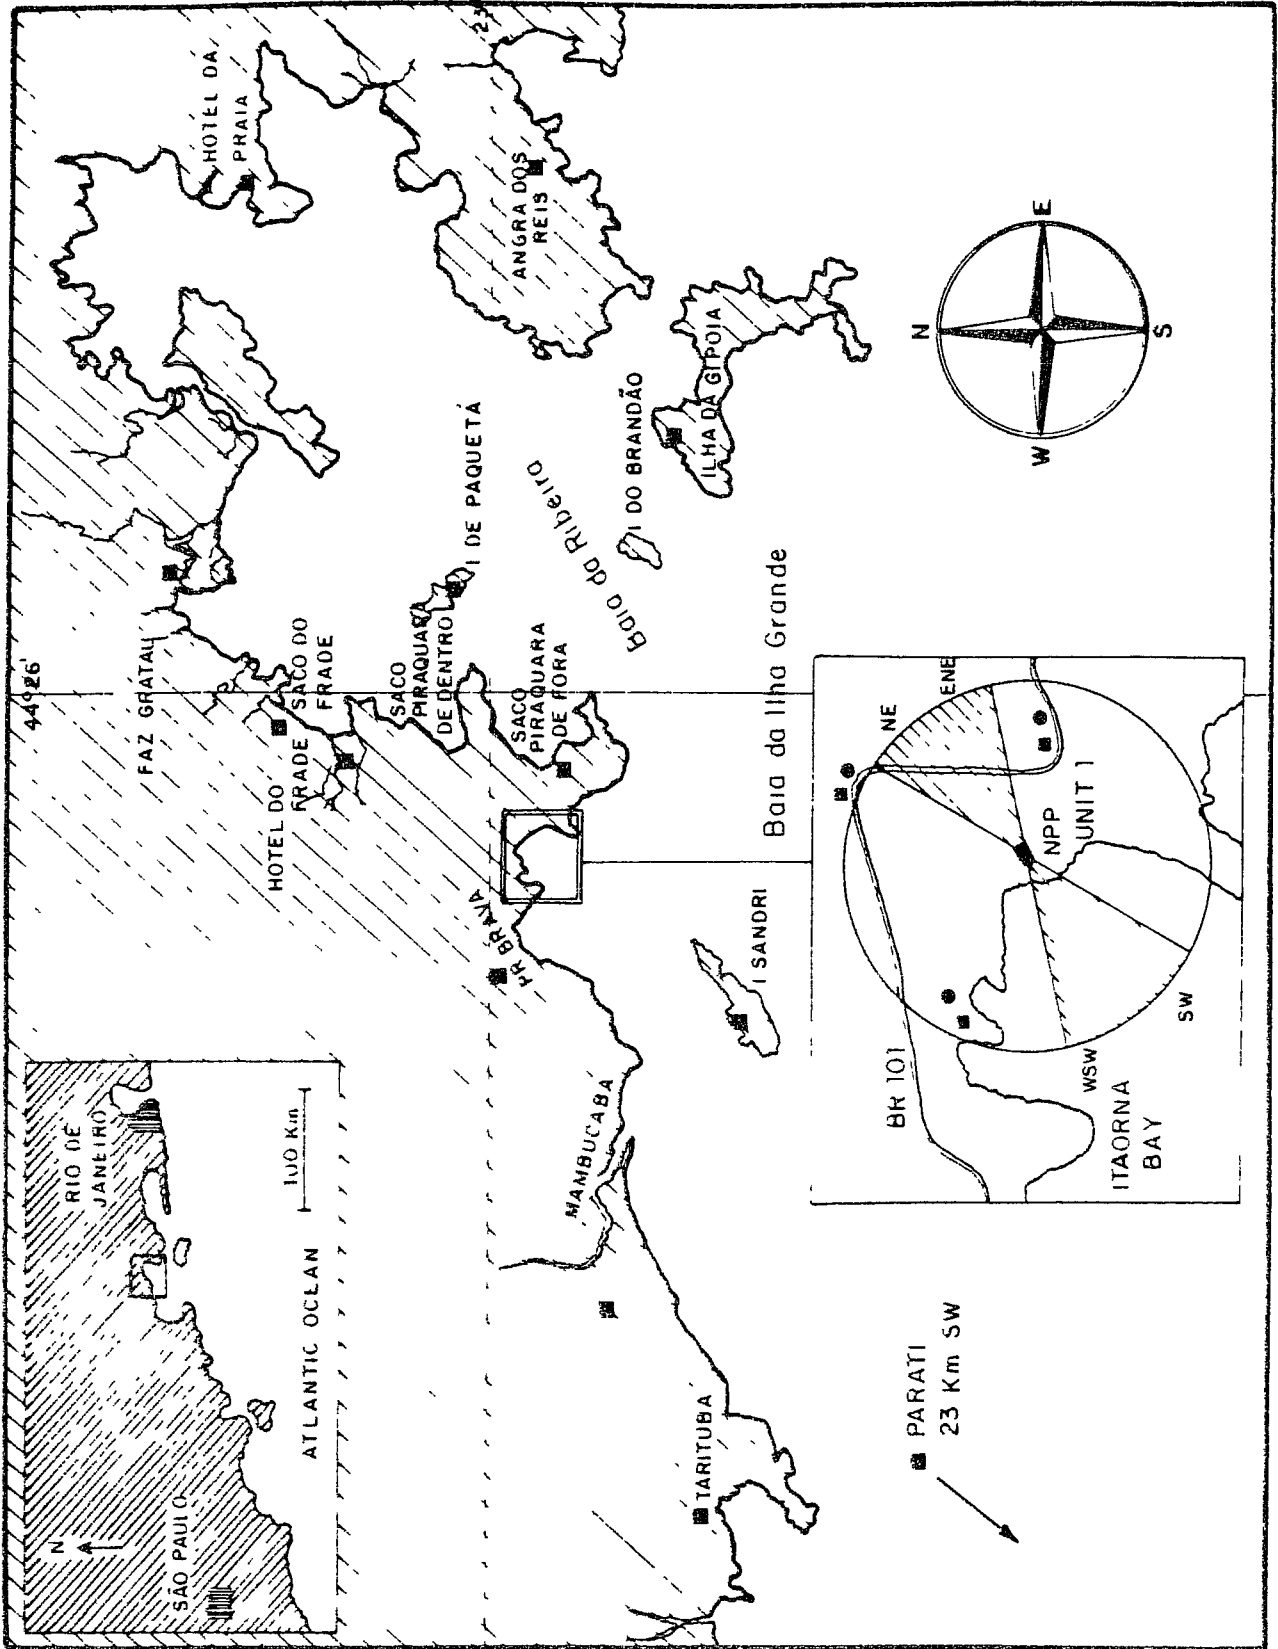 N
SÃO PAULO
RIO DE
JANEIRO
100 Km
ATLANTIC OCEAN
44º26'
23
FAZ GRATAU
HOTEL DA
PRAIA
HOTEL DO
FRADE
SACO DO
FRADE
SACO
PIRAQUARA
DE DENTRO
I DE PAQUETÁ
SACO
PIRAQUARA
DE FORA
ANGRA DOS
REIS
PR BRAVA
Baia da Ribeira
I DO BRANDÃO
ILHA DA GIPOIA
MAMBUCABA
TARITUBA
I SANDRI
Baia da Ilha Grande
PARATI
23 Km SW
BR 101
NE
ENE
NPP
UNIT 1
WSW
SW
ITAORNA
BAY
N
E
S
W